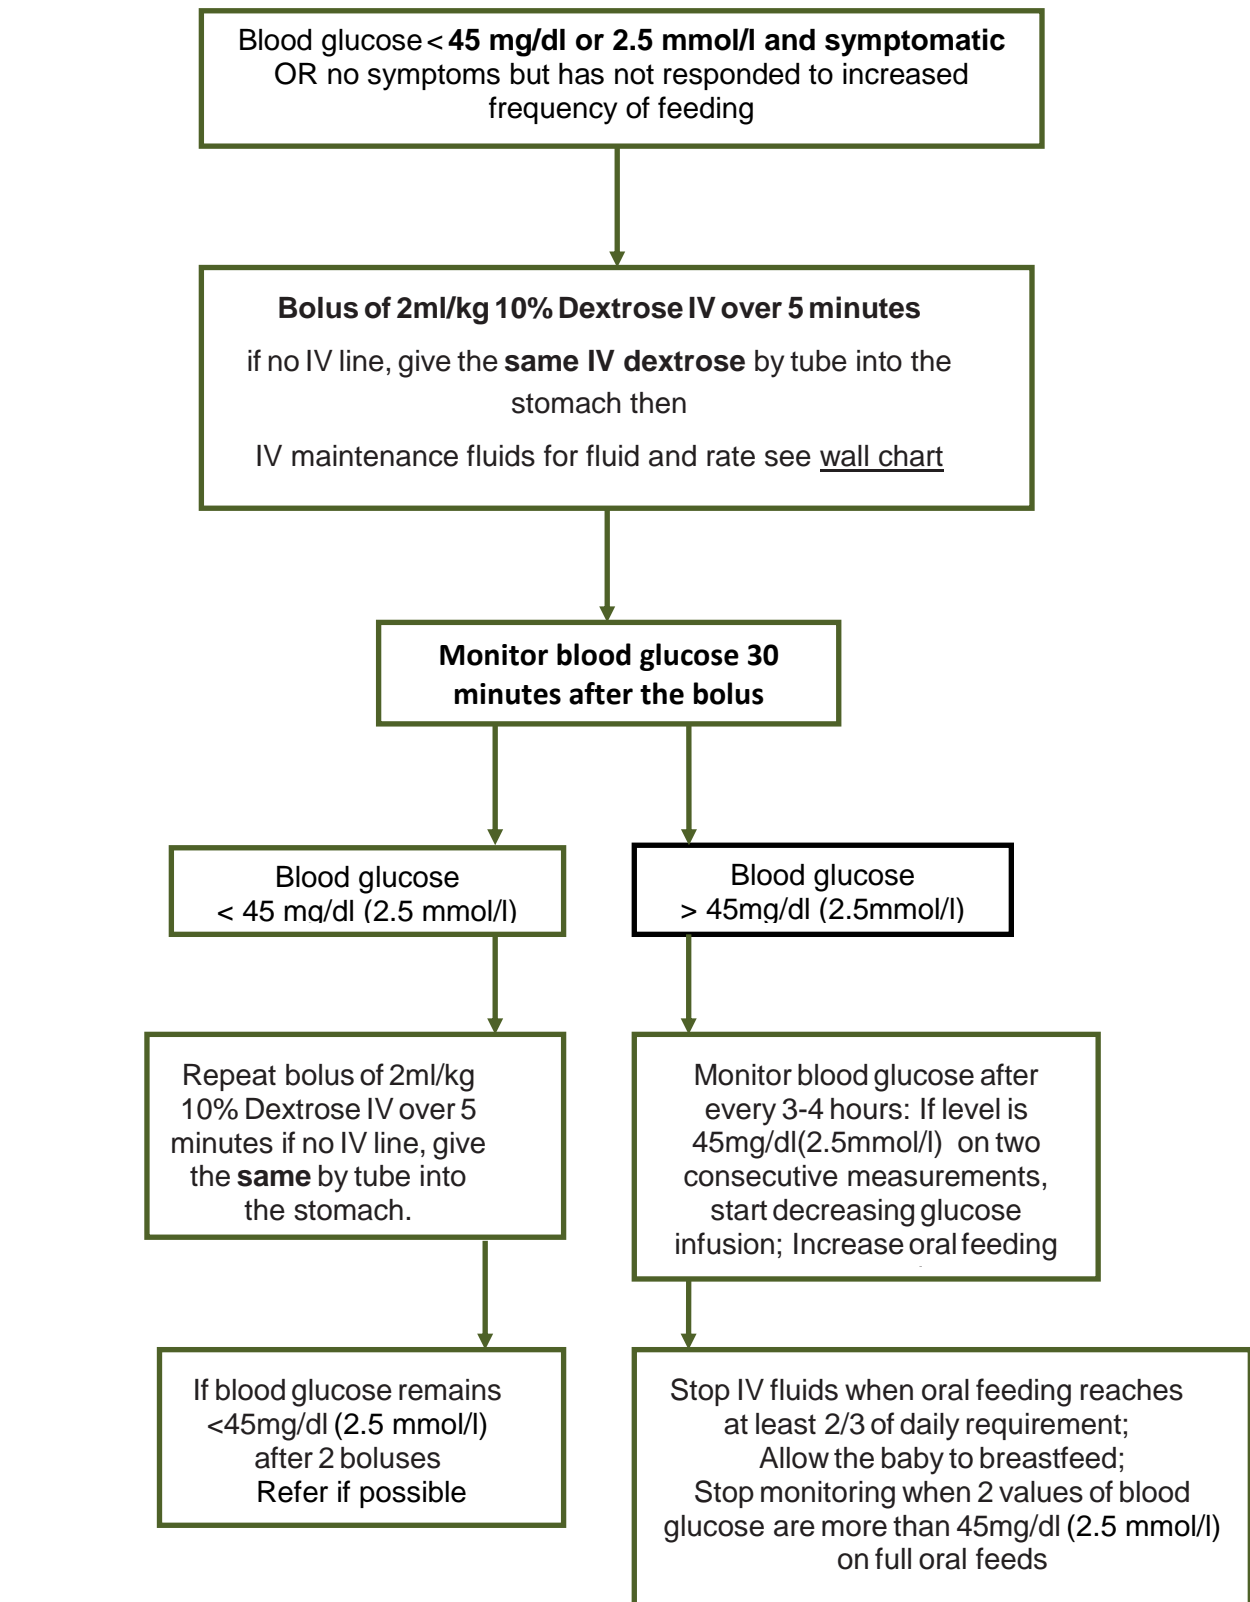 Blood glucose < 45 mg/dl or 2.5 mmol/l and symptomatic
OR no symptoms but has not responded to increased
frequency of feeding
Bolus of 2ml/kg 10% Dextrose IV over 5 minutes
if no IV line, give the same IV dextrose by tube into the
stomach then
IV maintenance fluids for fluid and rate see wall chart
Monitor blood glucose 30
minutes after the bolus
Blood glucose
< 45 mg/dl (2.5 mmol/l)
Blood glucose
> 45mg/dl (2.5mmol/l)
Repeat bolus of 2ml/kg
10% Dextrose IV over 5
minutes if no IV line, give
the same by tube into
the stomach.
Monitor blood glucose after
every 3-4 hours: If level is
45mg/dl(2.5mmol/l) on two
consecutive measurements,
start decreasing glucose
infusion; Increase oral feeding
If blood glucose remains
<45mg/dl (2.5 mmol/l)
after 2 boluses
Refer if possible
Stop IV fluids when oral feeding reaches
at least 2/3 of daily requirement;
Allow the baby to breastfeed;
Stop monitoring when 2 values of blood
glucose are more than 45mg/dl (2.5 mmol/l)
on full oral feeds